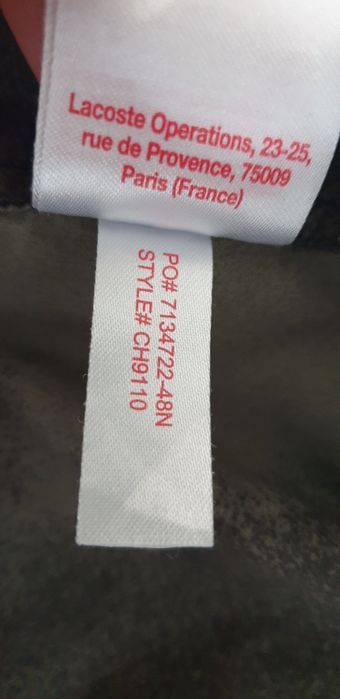 Lacoste Operations, 23-25,
rue de Provence, 75009
Paris (France)
PO# 7134722-48N
STYLE# CH9110